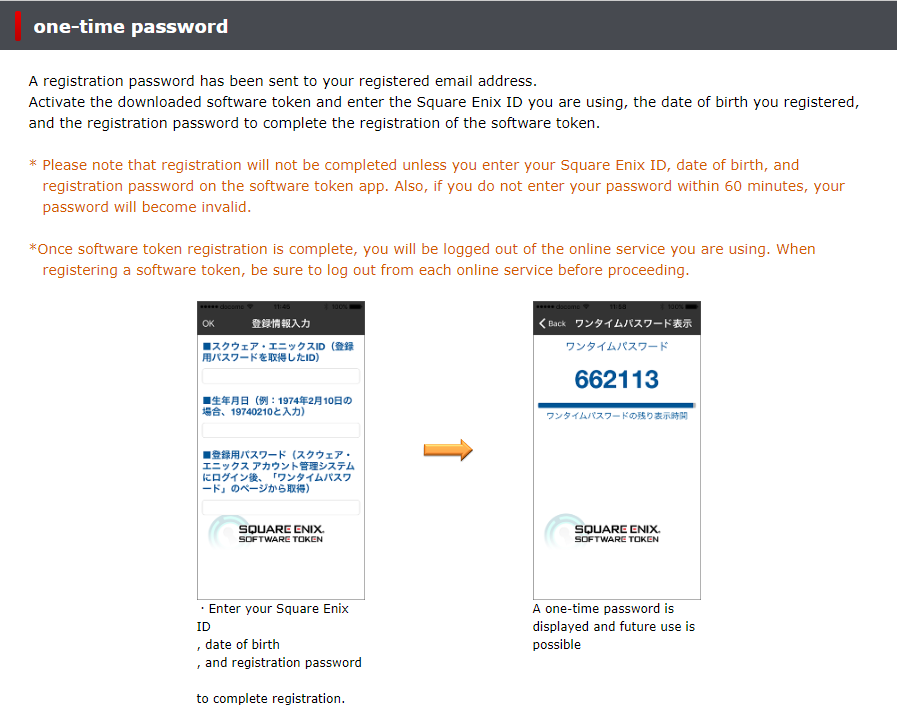 one-time password
A registration password has been sent to your registered email address.
Activate the downloaded software token and enter the Square Enix ID you are using, the date of birth you registered,
and the registration password to complete the registration of the software token.
* Please note that registration will not be completed unless you enter your Square Enix ID, date of birth, and
registration password on the software token app. Also, if you do not enter your password within 60 minutes, your
password will become invalid.
*Once software token registration is complete, you will be logged out of the online service you are using. When
registering a software token, be sure to log out from each online service before proceeding.
docomo 11:46 100%
OK 登録情報入力
■スクウェア・エニックスID（登録
用パスワードを取得したID）
■生年月日（例：1974年2月10日の
場合、19740210と入力）
■登録用パスワード（スクウェア・
エニックス アカウント管理システム
にログイン後、「ワンタイムパスワ
ード」のページから取得）
SQUARE ENIX.
SOFTWARE TOKEN
・Enter your Square Enix
ID
, date of birth
, and registration password
to complete registration.
docomo 11:58 100%
Back ワンタイムパスワード表示
ワンタイムパスワード
662113
ワンタイムパスワードの残り表示時間
SQUARE ENIX.
SOFTWARE TOKEN
A one-time password is
displayed and future use is
possible